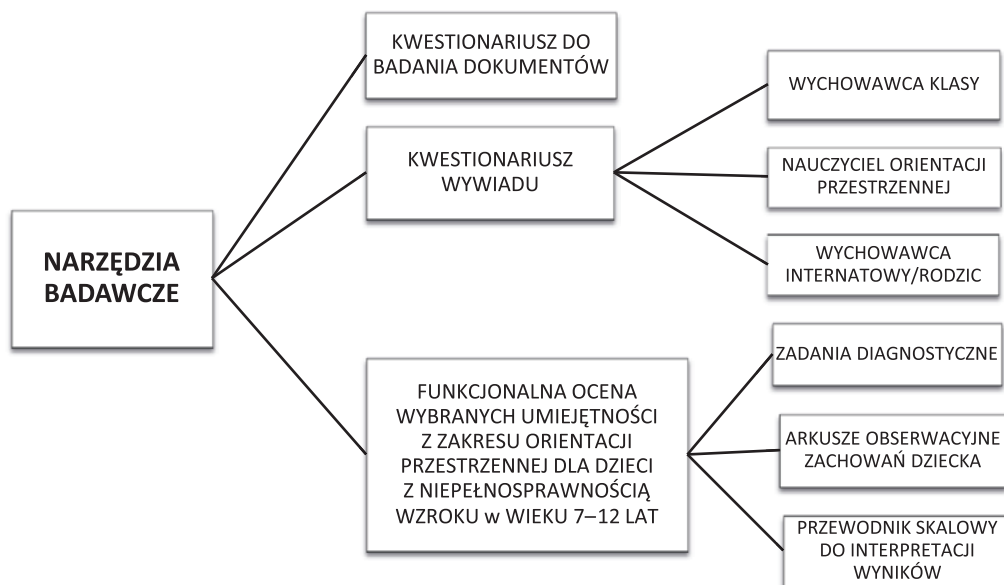 NARZĘDZIA
BADAWCZE
KWESTIONARIUSZ DO
BADANIA DOKUMENTÓW
KWESTIONARIUSZ
WYWIADU
WYCHOWAWCA KLASY
NAUCZYCIEL ORIENTACJI
PRZESTRZENNEJ
WYCHOWAWCA
INTERNATOWY/RODZIC
FUNKCJONALNA OCENA
WYBRANYCH UMIEJĘTNOŚCI
Z ZAKRESU ORIENTACJI
PRZESTRZENNEJ DLA DZIECI
Z NIEPEŁNOSPRAWNOŚCIĄ
WZROKU w WIEKU 7–12 LAT
ZADANIA DIAGNOSTYCZNE
ARKUSZE OBSERWACYJNE
ZACHOWAŃ DZIECKA
PRZEWODNIK SKALOWY
DO INTERPRETACJI
WYNIKÓW